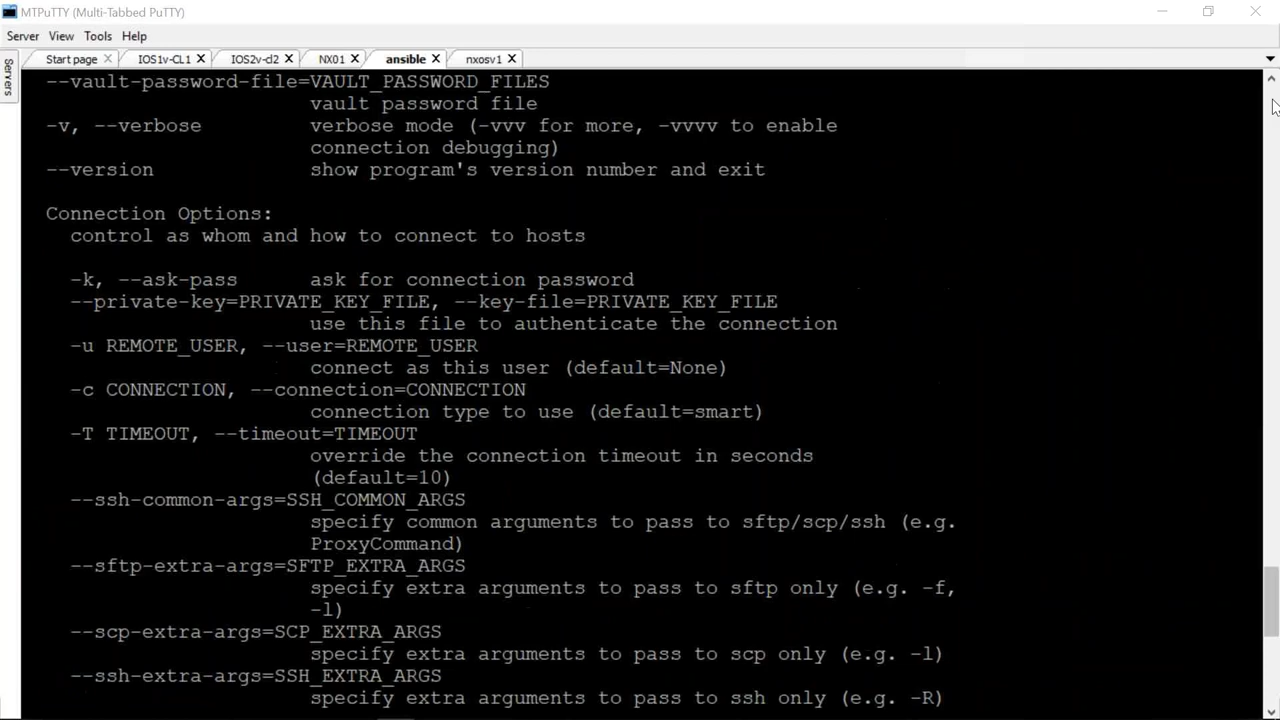 MTPuTTY (Multi-Tabbed PuTTY)
Server View Tools Help
Start page IOS1v-CL1 IOS2v-cl2 NX01 ansible nxosv1
Servers
--vault-password-file=VAULT_PASSWORD_FILES
vault password file
-v, --verbose verbose mode (-vvv for more, -vvvv to enable
connection debugging)
--version show program's version number and exit
Connection Options:
control as whom and how to connect to hosts
-k, --ask-pass ask for connection password
--private-key=PRIVATE_KEY_FILE, --key-file=PRIVATE_KEY_FILE
use this file to authenticate the connection
-u REMOTE_USER, --user=REMOTE_USER
connect as this user (default=None)
-c CONNECTION, --connection=CONNECTION
connection type to use (default=smart)
-T TIMEOUT, --timeout=TIMEOUT
override the connection timeout in seconds
(default=10)
--ssh-common-args=SSH_COMMON_ARGS
specify common arguments to pass to sftp/scp/ssh (e.g.
ProxyCommand)
--sftp-extra-args=SFTP_EXTRA_ARGS
specify extra arguments to pass to sftp only (e.g. -f,
-l)
--scp-extra-args=SCP_EXTRA_ARGS
specify extra arguments to pass to scp only (e.g. -l)
--ssh-extra-args=SSH_EXTRA_ARGS
specify extra arguments to pass to ssh only (e.g. -R)